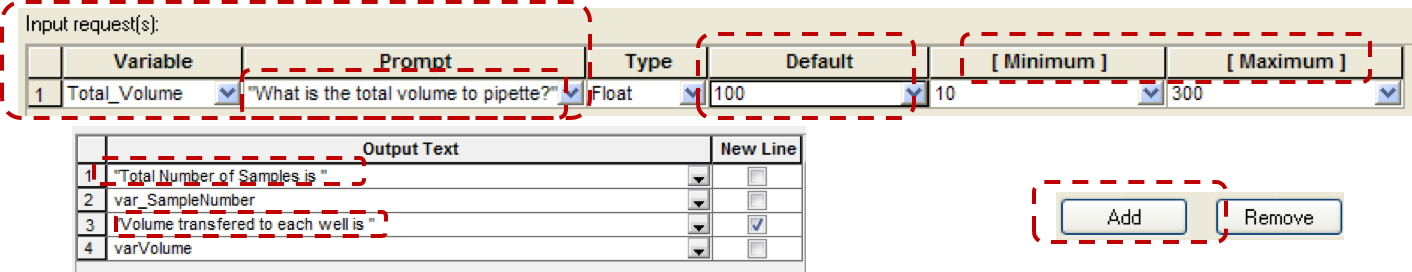 Input request(s):
Variable Prompt Type Default [ Minimum ] [ Maximum ]
1 Total_Volume "What is the total volume to pipette?" Float 100 10 300
Output Text New Line
1 "Total Number of Samples is "
2 var_SampleNumber
3 "Volume transfered to each well is "
4 varVolume
Add Remove